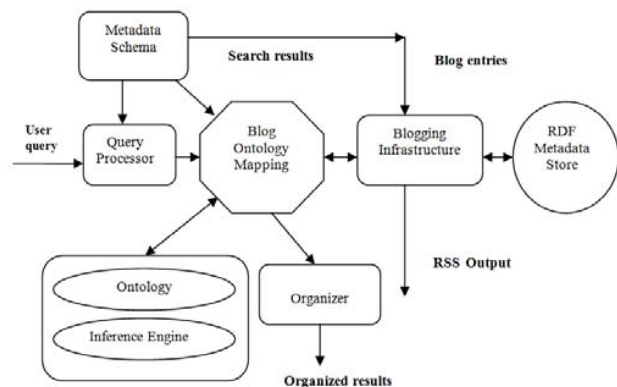 Metadata
Schema
Search results
Blog entries
User
query
Query
Processor
Blog
Ontology
Mapping
Blogging
Infrastructure
RDF
Metadata
Store
RSS Output
Ontology
Inference Engine
Organizer
Organized results